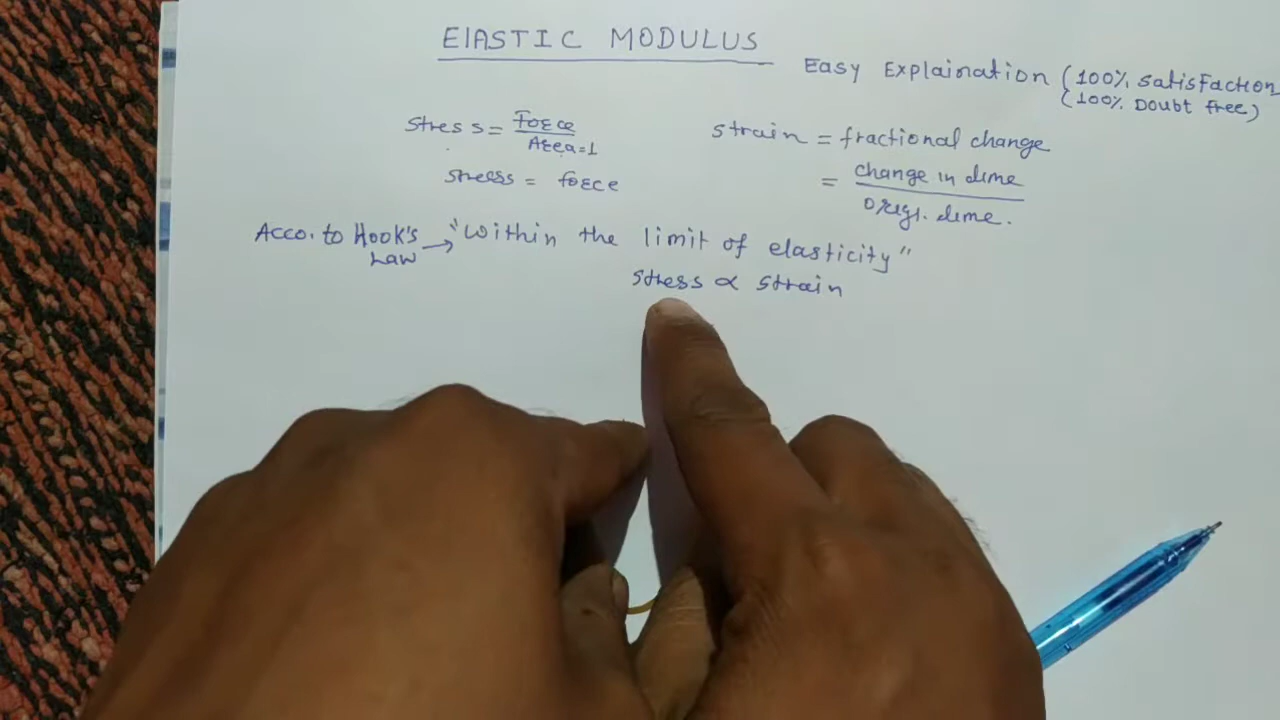 ElASTIC MODULUS
Easy Explaination (100% satisfaction
(100% Doubt free)
Stress = Force / Area=1
strain = fractional change
stress = force
= change in dime / origi. dime.
Acco. to Hook's Law → "Within the limit of elasticity"
stress ∝ strain